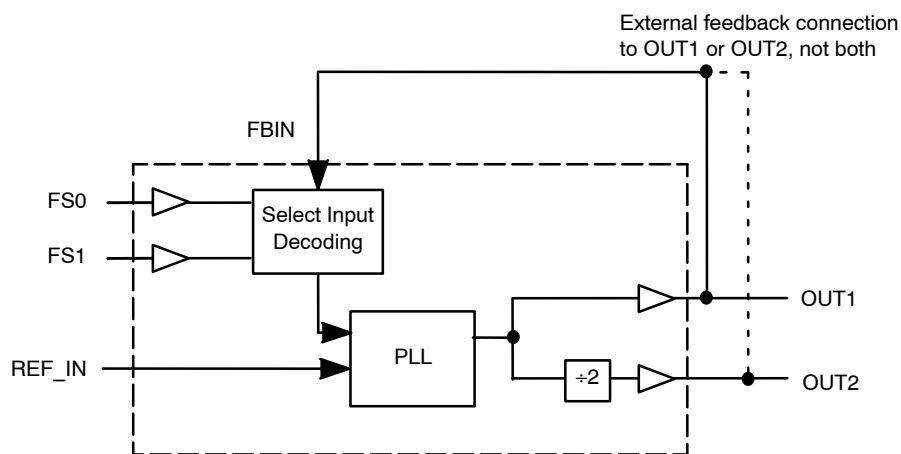 External feedback connection
to OUT1 or OUT2, not both
FBIN
FS0
Select Input
Decoding
FS1
OUT1
PLL
REF_IN
÷2
OUT2